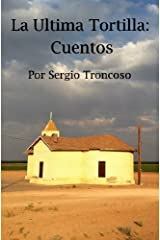 La Ultima Tortilla:
Cuentos
Por Sergio Troncoso